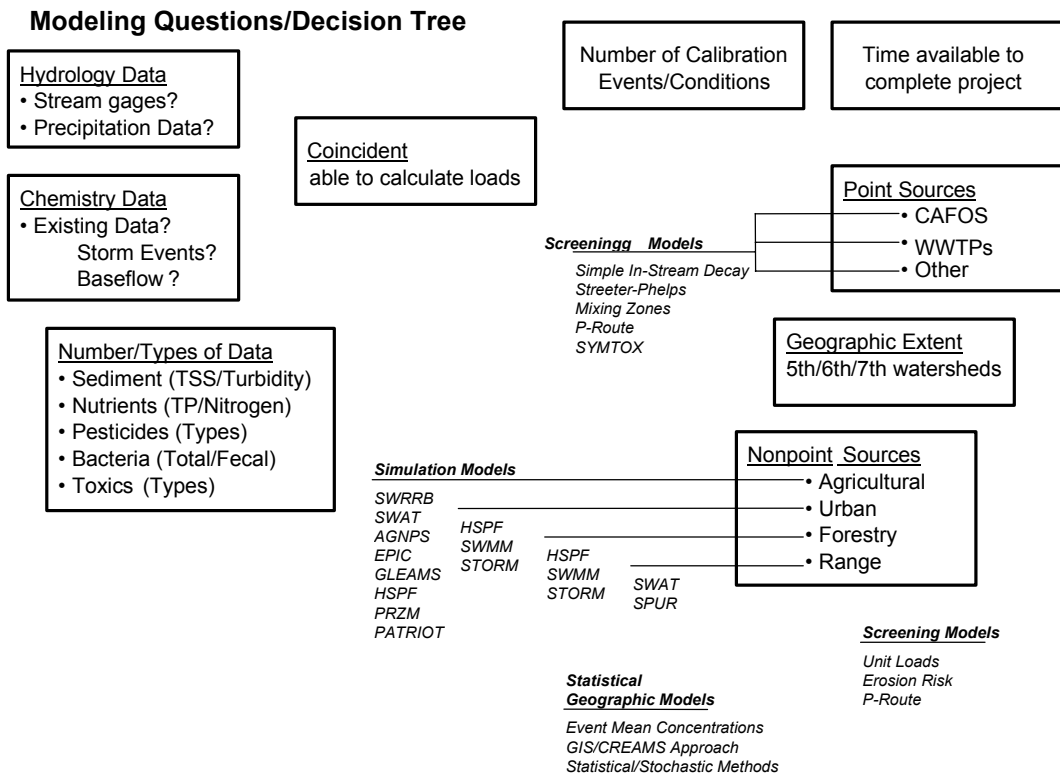 Modeling Questions/Decision Tree
Hydrology Data
• Stream gages?
• Precipitation Data?
Number of Calibration
Events/Conditions
Time available to
complete project
Coincident
able to calculate loads
Chemistry Data
• Existing Data?
Storm Events?
Baseflow ?
Point Sources
• CAFOS
• WWTPs
• Other
Screeningg Models
Simple In-Stream Decay
Streeter-Phelps
Mixing Zones
P-Route
SYMTOX
Number/Types of Data
• Sediment (TSS/Turbidity)
• Nutrients (TP/Nitrogen)
• Pesticides (Types)
• Bacteria (Total/Fecal)
• Toxics (Types)
Geographic Extent
5th/6th/7th watersheds
Nonpoint Sources
• Agricultural
• Urban
• Forestry
• Range
Simulation Models
SWRRB
SWAT
AGNPS
EPIC
GLEAMS
HSPF
PRZM
PATRIOT
HSPF
SWMM
STORM
HSPF
SWMM
STORM
SWAT
SPUR
Screening Models
Unit Loads
Erosion Risk
P-Route
Statistical
Geographic Models
Event Mean Concentrations
GIS/CREAMS Approach
Statistical/Stochastic Methods